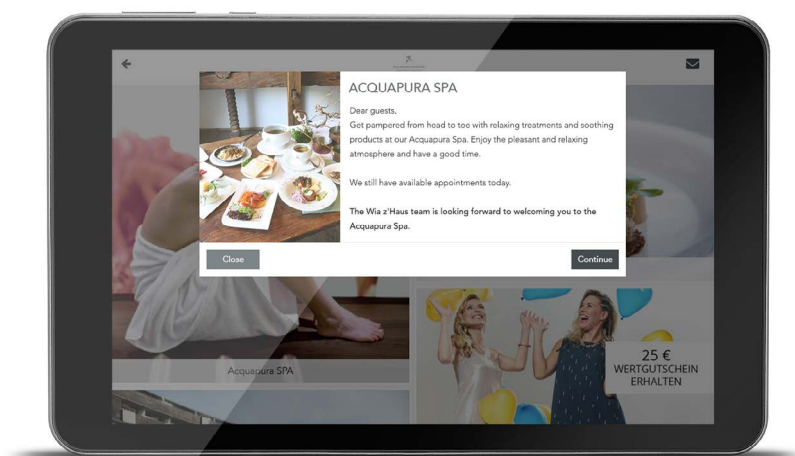 ACQUAPURA SPA
Dear guests,
Get pampered from head to toe with relaxing treatments and soothing
products at our Acquapura Spa. Enjoy the pleasant and relaxing
atmosphere and have a good time.
We still have available appointments today.
The Wia z'Haus team is looking forward to welcoming you to the
Acquapura Spa.
Close
Continue
Acquapura SPA
25 €
WERTGUTSCHEIN
ERHALTEN